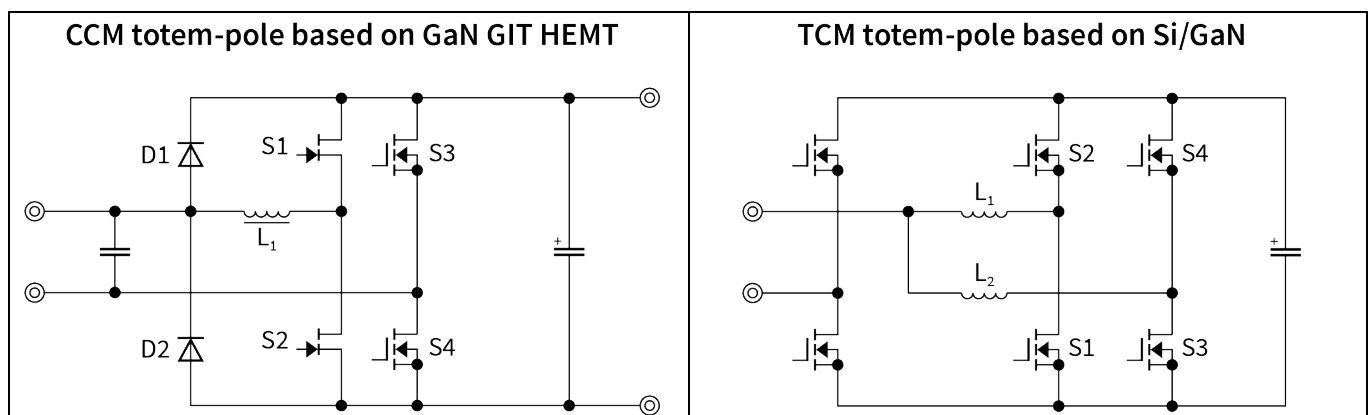 CCM totem-pole based on GaN GIT HEMT
D1
S1
S3
L₁
+
D2
S2
S4
TCM totem-pole based on Si/GaN
S2
S4
L₁
L₂
+
S1
S3